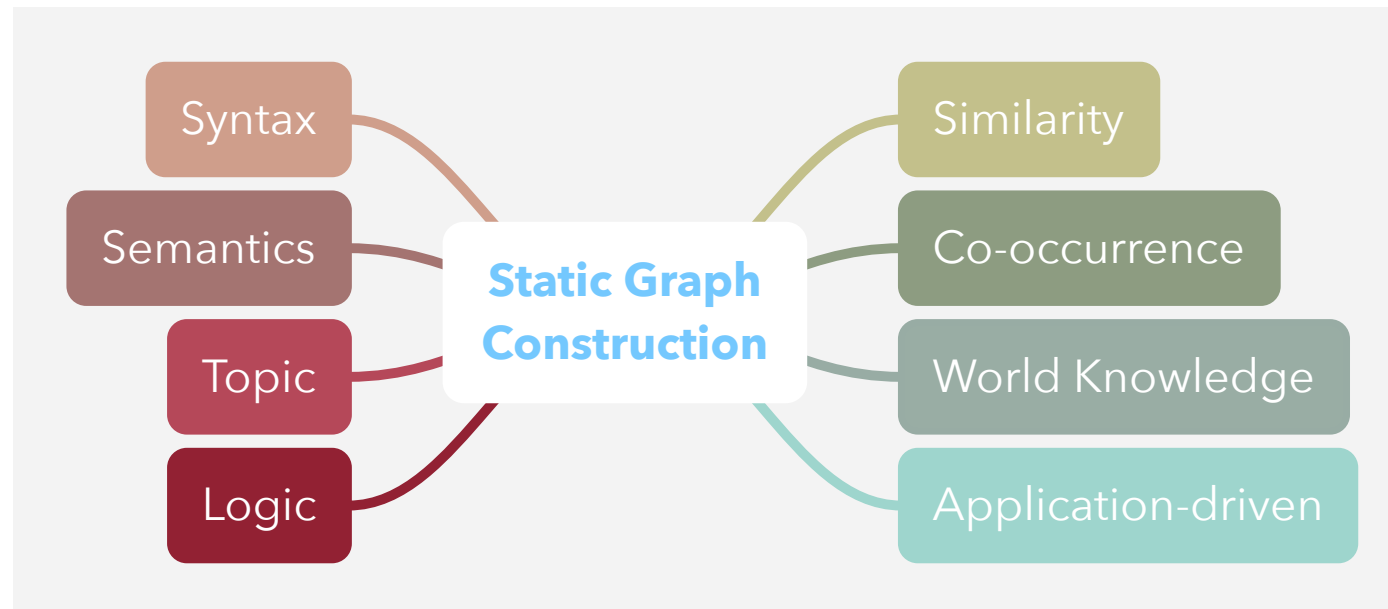 Syntax
Semantics
Topic
Logic
Static Graph
Construction
Similarity
Co-occurrence
World Knowledge
Application-driven